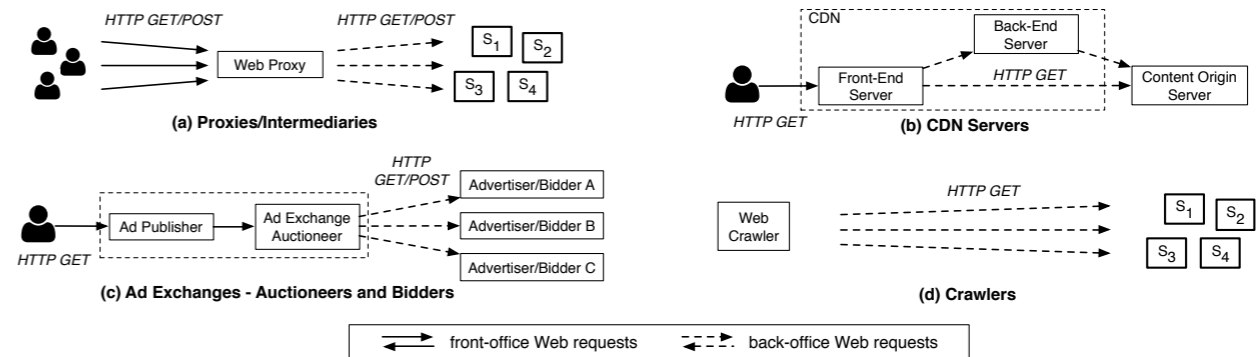 HTTP GET/POST
HTTP GET/POST
Web Proxy
S1
S2
S3
S4
(a) Proxies/Intermediaries
CDN
Back-End
Server
Front-End
Server
HTTP GET
Content Origin
Server
HTTP GET
(b) CDN Servers
HTTP
GET/POST
Ad Publisher
Ad Exchange
Auctioneer
Advertiser/Bidder A
Advertiser/Bidder B
Advertiser/Bidder C
HTTP GET
(c) Ad Exchanges - Auctioneers and Bidders
HTTP GET
Web
Crawler
S1
S2
S3
S4
(d) Crawlers
front-office Web requests
back-office Web requests